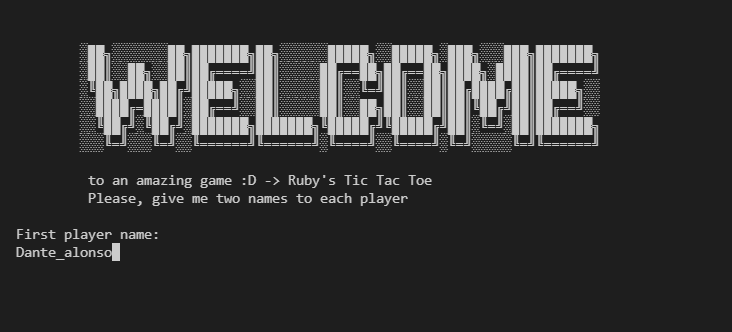 WELCOME
to an amazing game :D -> Ruby's Tic Tac Toe
Please, give me two names to each player
First player name:
Dante_alonso